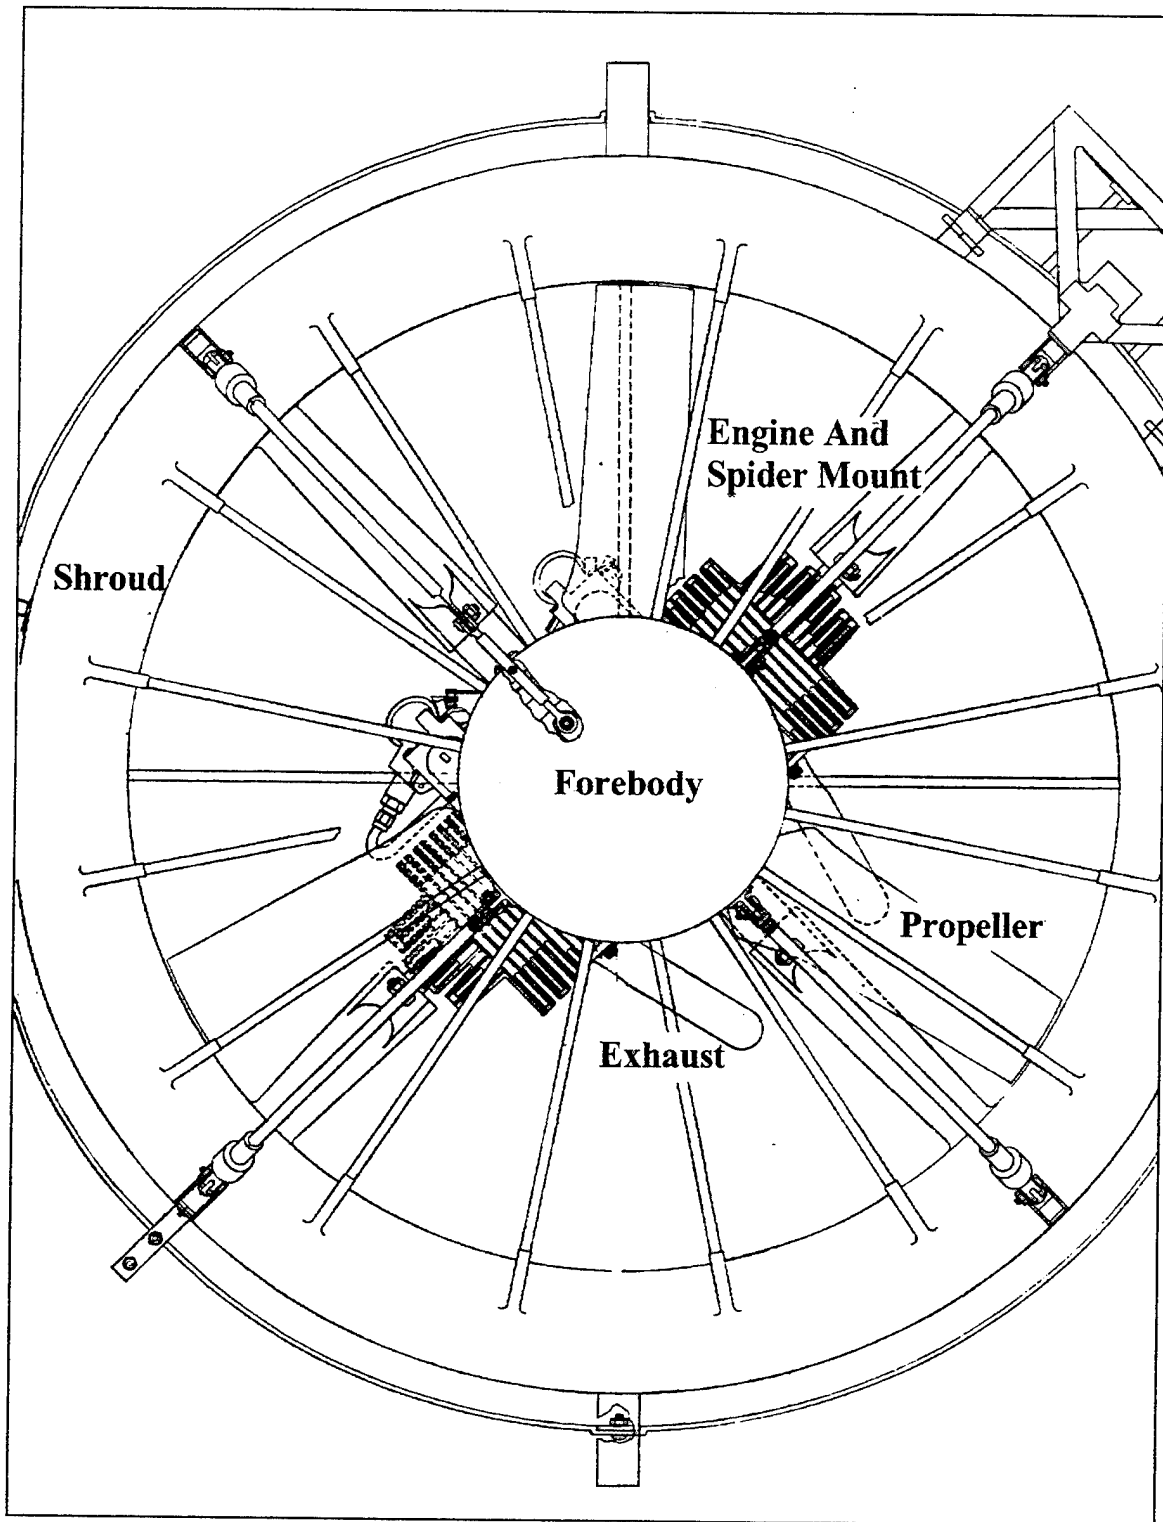 Engine And
Spider Mount
Shroud
Forebody
Propeller
Exhaust